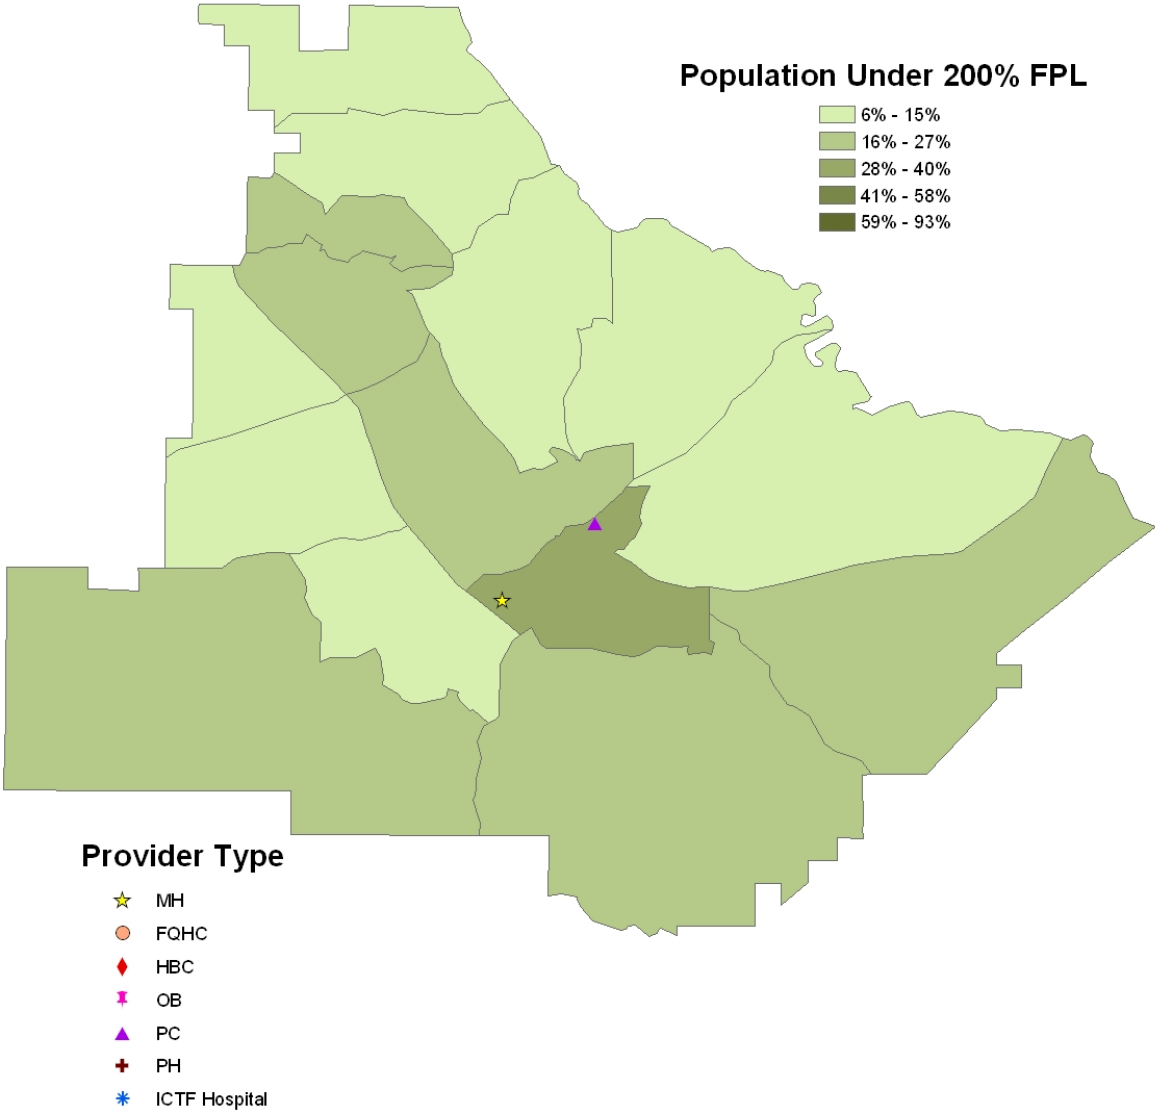 Population Under 200% FPL
6% - 15%
16% - 27%
28% - 40%
41% - 58%
59% - 93%
Provider Type
MH
FQHC
HBC
OB
PC
PH
ICTF Hospital